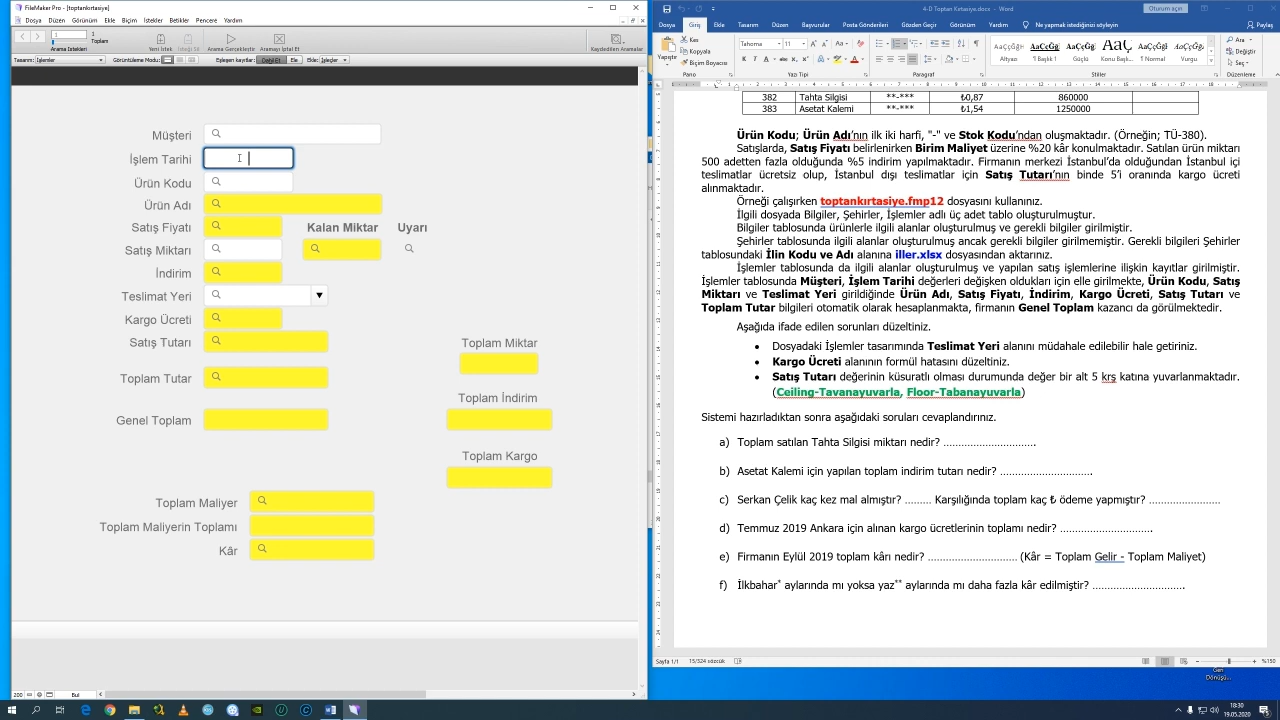 FileMaker Pro - [toptankirtasiye]
Dosya Düzen Görünüm Ekle Biçim İstekler Betikler Pencere Yardım
1
1
Toplam
Arama İstekleri
Yeni İstek
İsteği Sil
Arama Gerçekleştir
Aramayı İptal Et
Kaydedilen Aramalar
Tasarım: İşlemler
Görüntüleme Modu:
Eşleşen kayıtlar: Dahil Et Ele
Ekle: İşleçler
Müşteri
İşlem Tarihi
Ürün Kodu
Ürün Adı
Satış Fiyatı Kalan Miktar Uyarı
Satış Miktarı
İndirim
Teslimat Yeri
Kargo Ücreti
Satış Tutarı Toplam Miktar
Toplam Tutar
Toplam İndirim
Genel Toplam
Toplam Kargo
Toplam Maliyer
Toplam Maliyerin Toplamı
Kâr
200 Bul
4-D Toptan Kırtasiye.docx - Word
Oturum açın
Dosya Giriş Ekle Tasarım Düzen Başvurular Posta Gönderileri Gözden Geçir Görünüm Yardım Ne yapmak istediğinizi söyleyin Paylaş
Yapıştır
Kes
Kopyala
Biçim Boyacısı
Tahoma 11
Pano Yazı Tipi Paragraf Stiller Düzenleme
Altyazı ¶ Başlık 1 Güçlü Konu Baş... ¶ Normal Vurgu
Ara
Değiştir
Seç
382 Tahta Silgisi **-*** ₺0,87 860000
383 Asetat Kalemi **-*** ₺1,54 1250000
Ürün Kodu; Ürün Adı'nın ilk iki harfi, "-" ve Stok Kodu'ndan oluşmaktadır. (Örneğin; TÜ-380).
Satışlarda, Satış Fiyatı belirlenirken Birim Maliyet üzerine %20 kâr konulmaktadır. Satılan ürün miktarı
500 adetten fazla olduğunda %5 indirim yapılmaktadır. Firmanın merkezi İstanbul'da olduğundan İstanbul içi
teslimatlar ücretsiz olup, İstanbul dışı teslimatlar için Satış Tutarı'nın binde 5'i oranında kargo ücreti
alınmaktadır.
Örneği çalışırken toptankırtasiye.fmp12 dosyasını kullanınız.
İlgili dosyada Bilgiler, Şehirler, İşlemler adlı üç adet tablo oluşturulmuştur.
Bilgiler tablosunda ürünlerle ilgili alanlar oluşturulmuş ve gerekli bilgiler girilmiştir.
Şehirler tablosunda ilgili alanlar oluşturulmuş ancak gerekli bilgiler girilmemiştir. Gerekli bilgileri Şehirler
tablosundaki İlin Kodu ve Adı alanına iller.xlsx dosyasından aktarınız.
İşlemler tablosunda da ilgili alanlar oluşturulmuş ve yapılan satış işlemlerine ilişkin kayıtlar girilmiştir.
İşlemler tablosunda Müşteri, İşlem Tarihi değerleri değişken oldukları için elle girilmekte, Ürün Kodu, Satış
Miktarı ve Teslimat Yeri girildiğinde Ürün Adı, Satış Fiyatı, İndirim, Kargo Ücreti, Satış Tutarı ve
Toplam Tutar bilgileri otomatik olarak hesaplanmakta, firmanın Genel Toplam kazancı da görülmektedir.
Aşağıda ifade edilen sorunları düzeltiniz.
• Dosyadaki İşlemler tasarımında Teslimat Yeri alanını müdahale edilebilir hale getiriniz.
• Kargo Ücreti alanının formül hatasını düzeltiniz.
• Satış Tutarı değerinin küsuratlı olması durumunda değer bir alt 5 krş katına yuvarlanmaktadır.
(Ceiling-Tavanayuvarla, Floor-Tabanayuvarla)
Sistemi hazırladıktan sonra aşağıdaki soruları cevaplandırınız.
a) Toplam satılan Tahta Silgisi miktarı nedir? ................................
b) Asetat Kalemi için yapılan toplam indirim tutarı nedir? ................................
c) Serkan Çelik kaç kez mal almıştır? ......... Karşılığında toplam kaç ₺ ödeme yapmıştır? ........................
d) Temmuz 2019 Ankara için alınan kargo ücretlerinin toplamı nedir? ................................
e) Firmanın Eylül 2019 toplam kârı nedir? ................................ (Kâr = Toplam Gelir - Toplam Maliyet)
f) İlkbahar* aylarında mı yoksa yaz** aylarında mı daha fazla kâr edilmiştir? ............................
Sayfa 1/1 15/324 sözcük %150
Geri Dönüşü...
18:30
19.05.2020